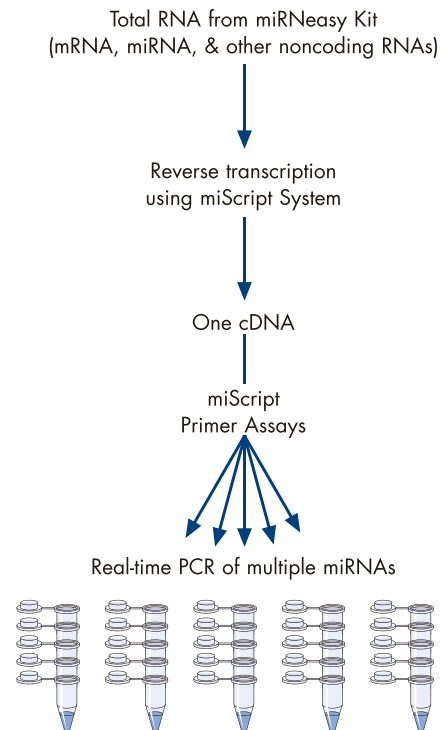 Total RNA from miRNeasy Kit
(mRNA, miRNA, & other noncoding RNAs)
Reverse transcription
using miScript System
One cDNA
miScript
Primer Assays
Real-time PCR of multiple miRNAs